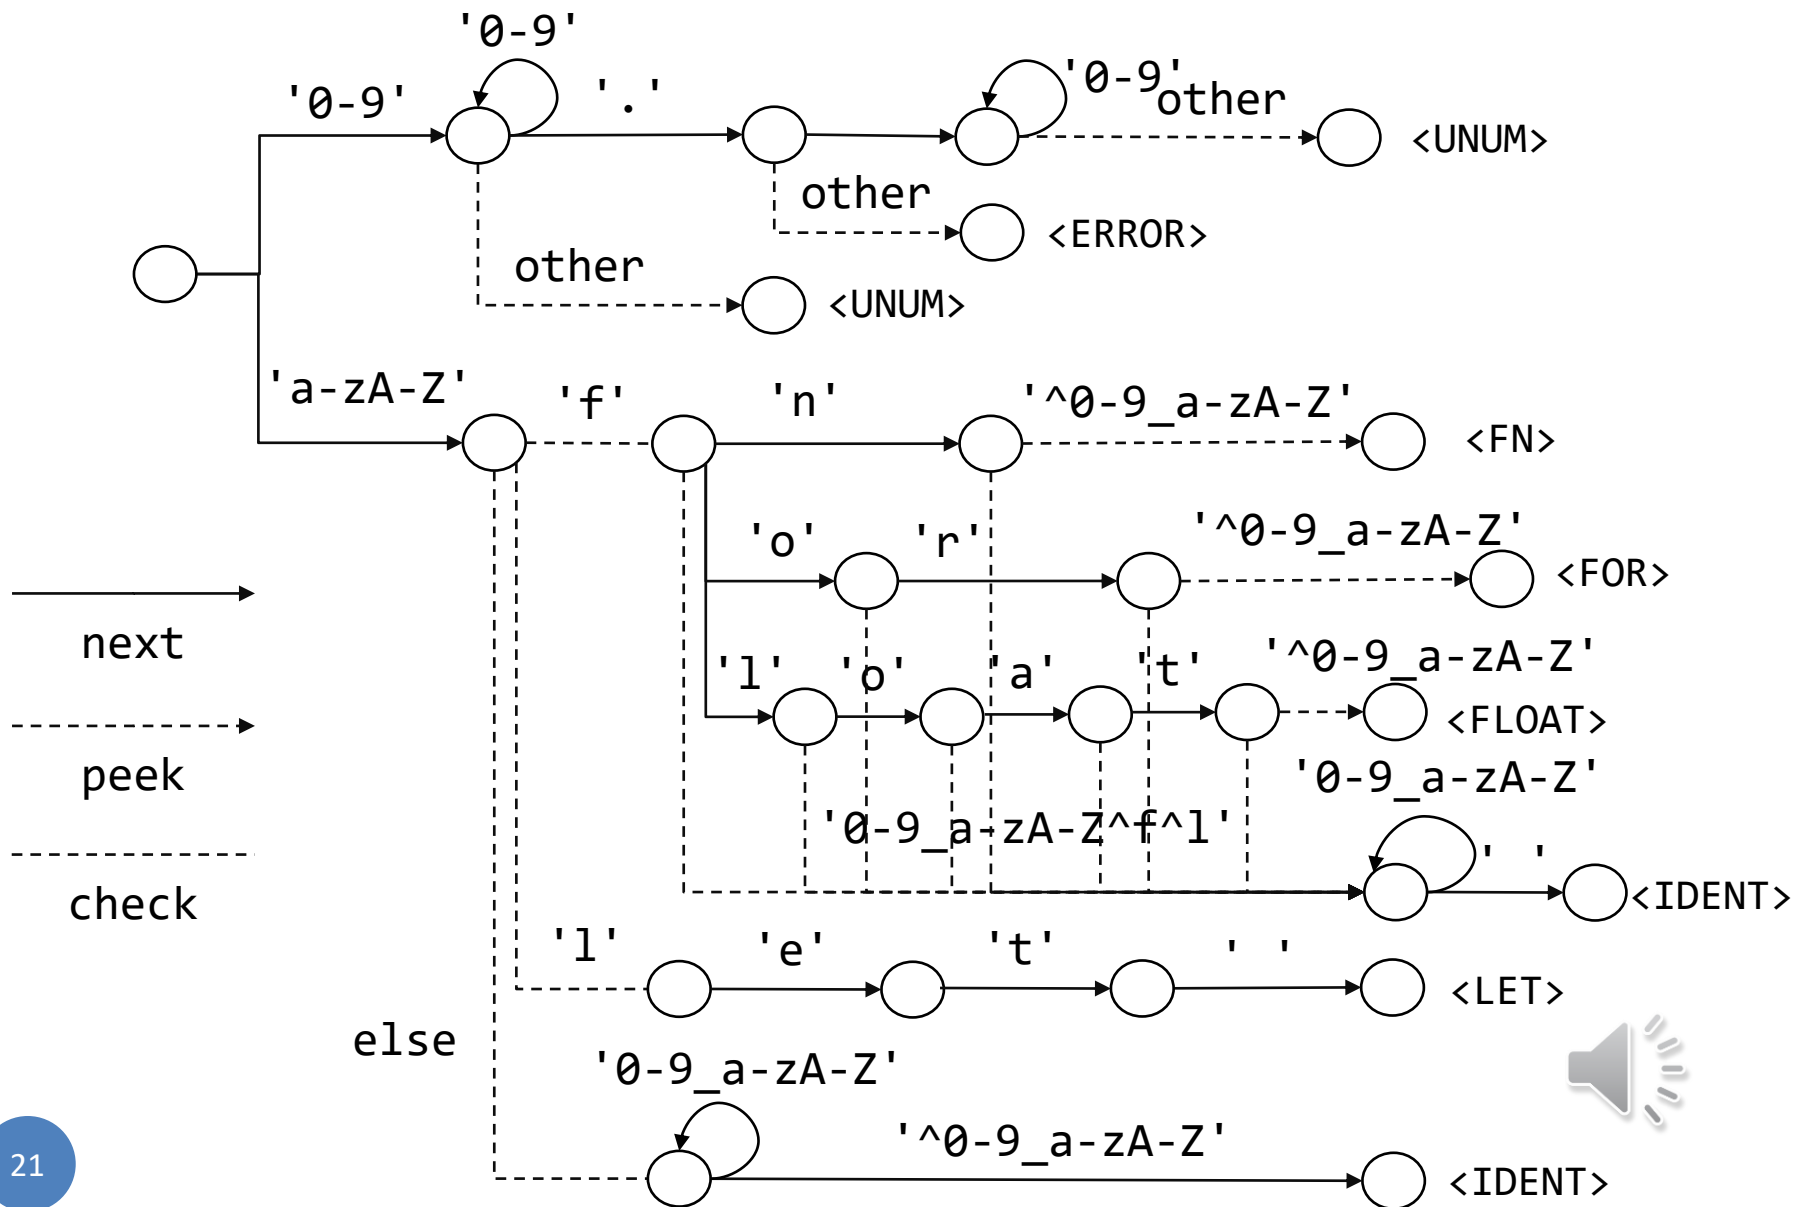 '0-9'
'0-9' '.' '0-9' other
<UNUM>
other
<ERROR>
other
<UNUM>
'a-zA-Z' 'f' 'n' '^0-9_a-zA-Z'
<FN>
'o' 'r' '^0-9_a-zA-Z'
<FOR>
next
'l' 'o' 'a' 't' '^0-9_a-zA-Z'
<FLOAT>
peek
'0-9_a-zA-Z'
'0-9_a-zA-Z^f^l'
' '
check
<IDENT>
'l' 'e' 't' ' '
<LET>
else
'0-9_a-zA-Z'
'^0-9_a-zA-Z'
21
<IDENT>